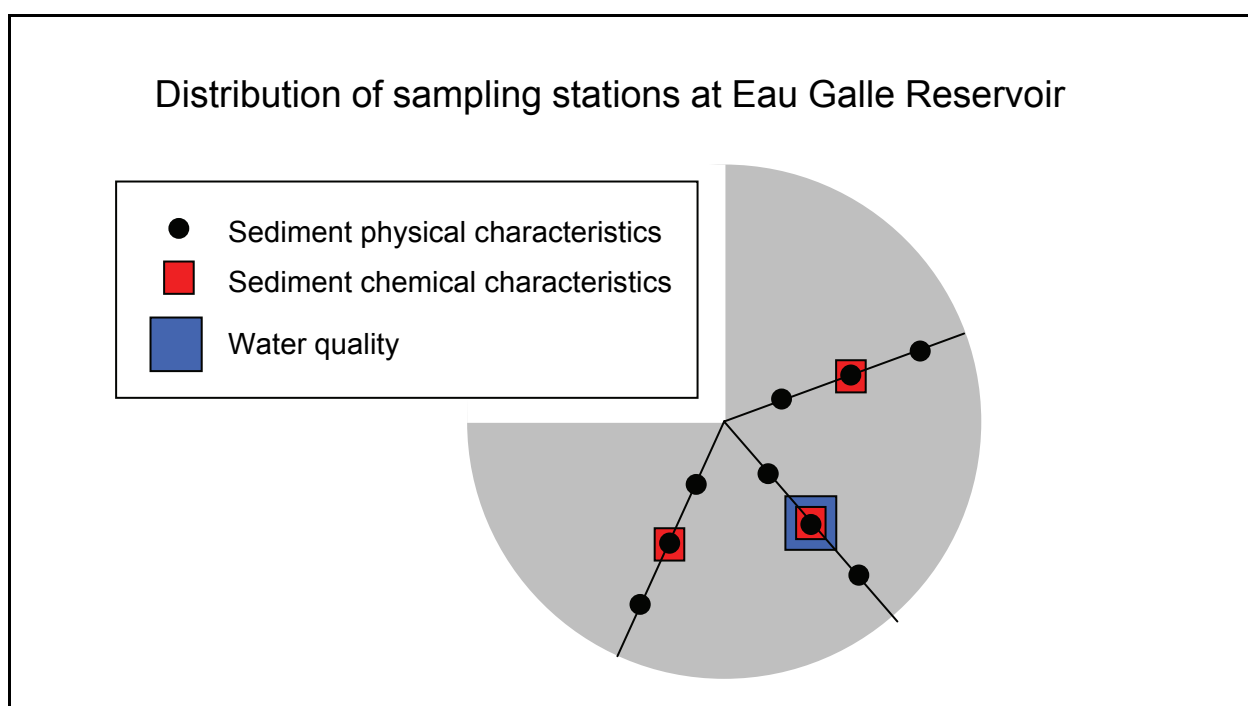 Distribution of sampling stations at Eau Galle Reservoir
Sediment physical characteristics
Sediment chemical characteristics
Water quality